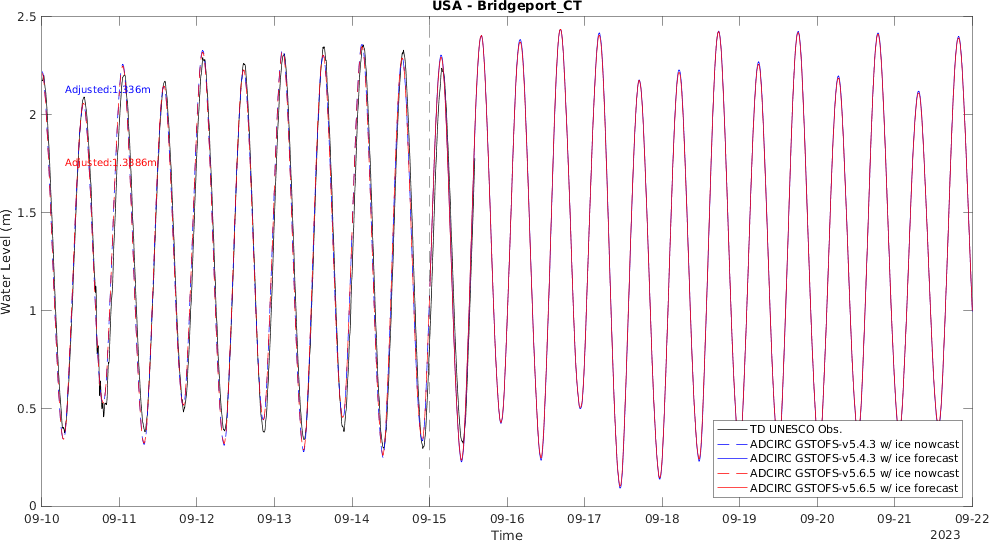 USA - Bridgeport_CT
2.5
2
1.5
1
0.5
0
Water Level (m)
Adjusted:1.336m
Adjusted:1.3386m
TD UNESCO Obs.
ADCIRC GSTOFS-v5.4.3 w/ ice nowcast
ADCIRC GSTOFS-v5.4.3 w/ ice forecast
ADCIRC GSTOFS-v5.6.5 w/ ice nowcast
ADCIRC GSTOFS-v5.6.5 w/ ice forecast
09-10 09-11 09-12 09-13 09-14 09-15 09-16 09-17 09-18 09-19 09-20 09-21 09-22
Time
2023